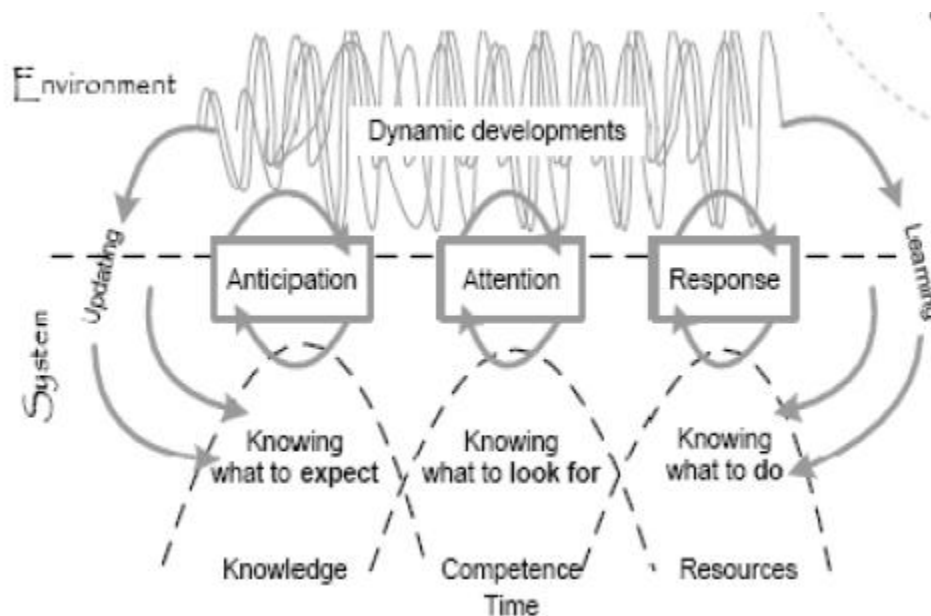 Environment
Dynamic developments
Updating
Anticipation
Attention
Response
Learning
System
Knowing
what to expect
Knowing
what to look for
Knowing
what to do
Knowledge
Competence
Resources
Time